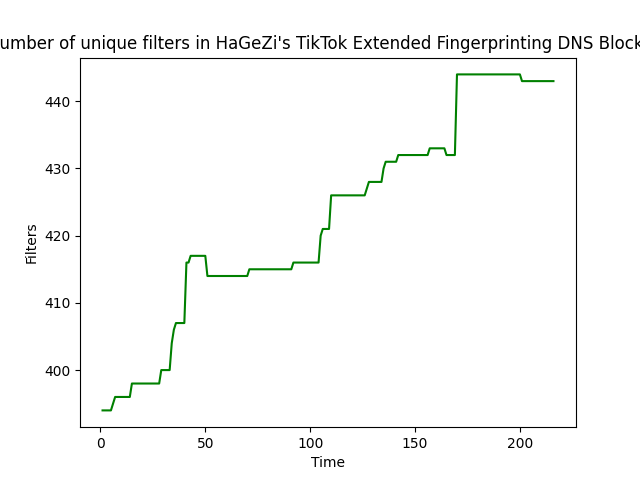 umber of unique filters in HaGeZi's TikTok Extended Fingerprinting DNS Block
440
430
420
410
400
Filters
0 50 100 150 200
Time